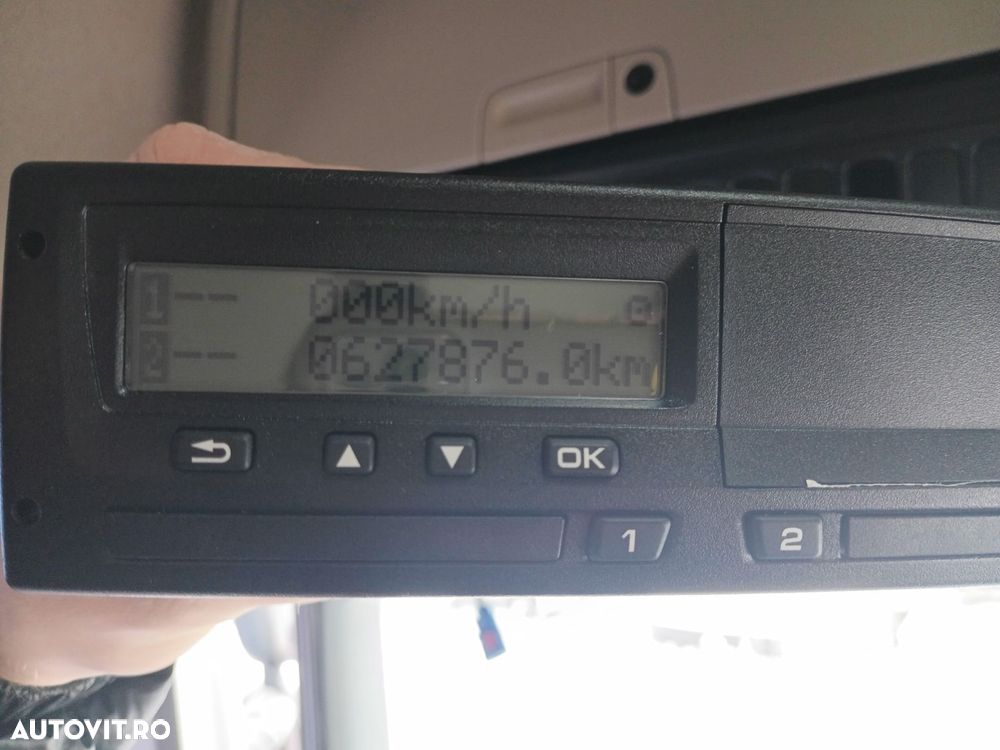 1 --- 000km/h
2 --- 0627876.0km
OK
1 2
AUTOVIT.RO